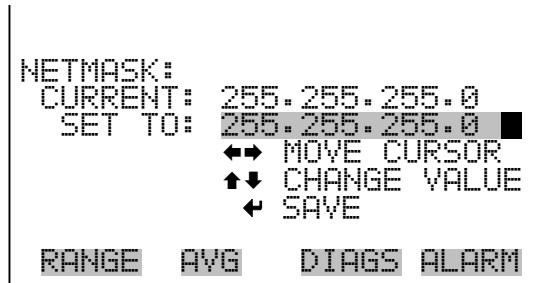 NETMASK:
CURRENT: 255.255.255.0
SET TO: 255.255.255.0
⬅➡ MOVE CURSOR
⬆⬇ CHANGE VALUE
↵ SAVE
RANGE AVG DIAGS ALARM